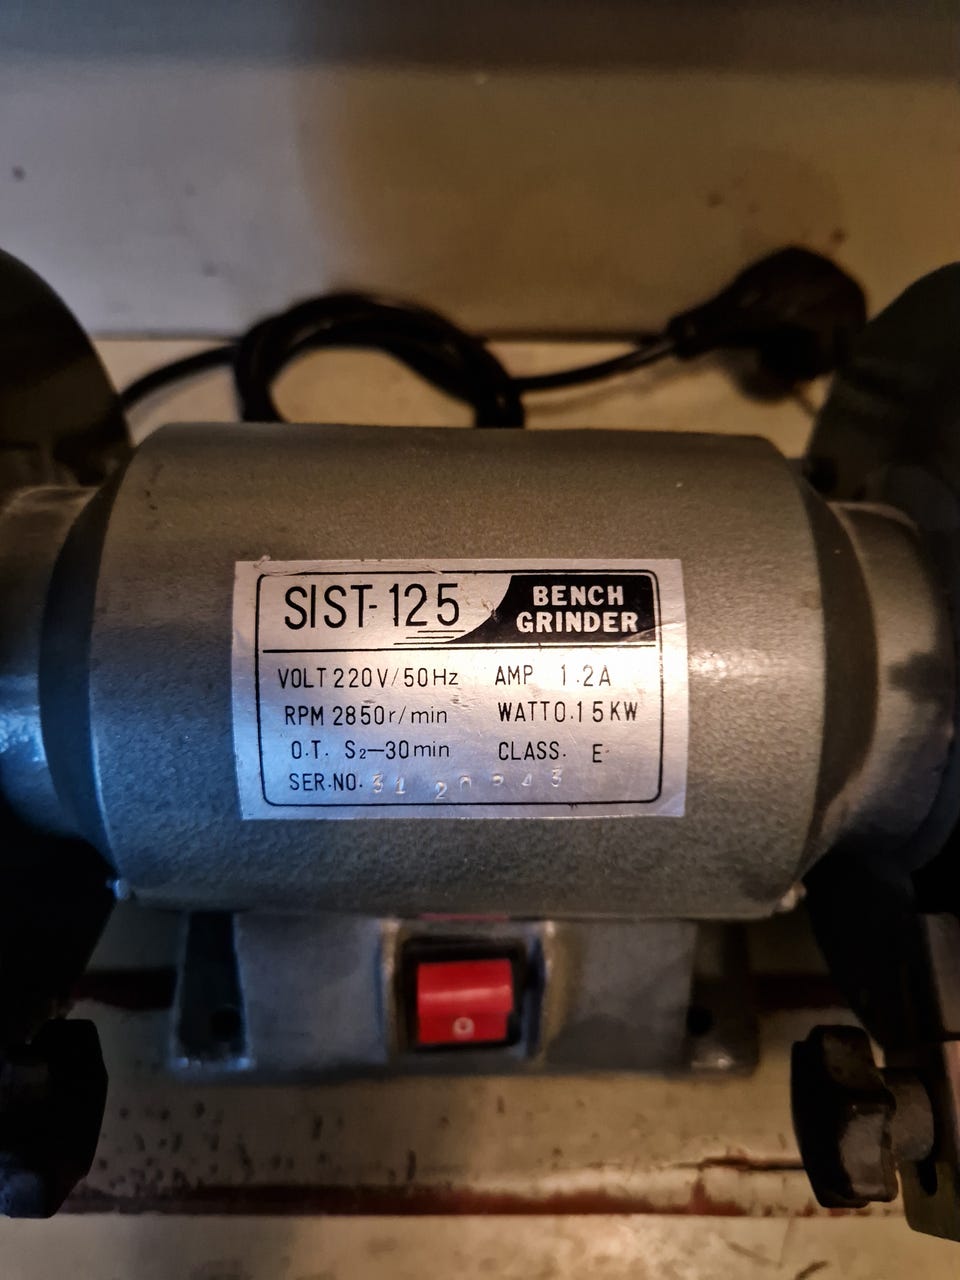 SIST-125
BENCH
GRINDER
VOLT 220V/50Hz AMP 1.2A
RPM 2850r/min WATT 0.15KW
O.T. S2—30min CLASS. E
SER.NO.